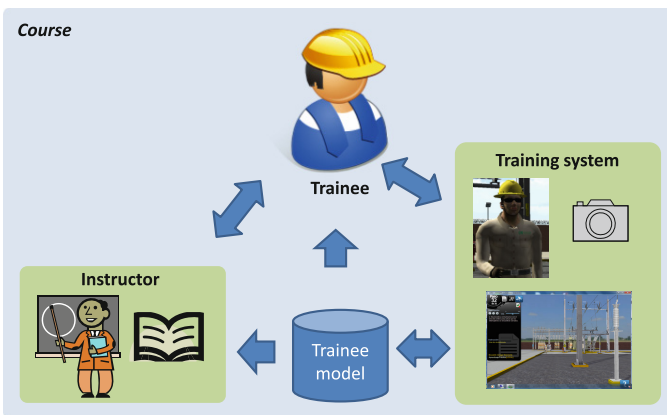 Course
Trainee
Training system
Instructor
Trainee
model